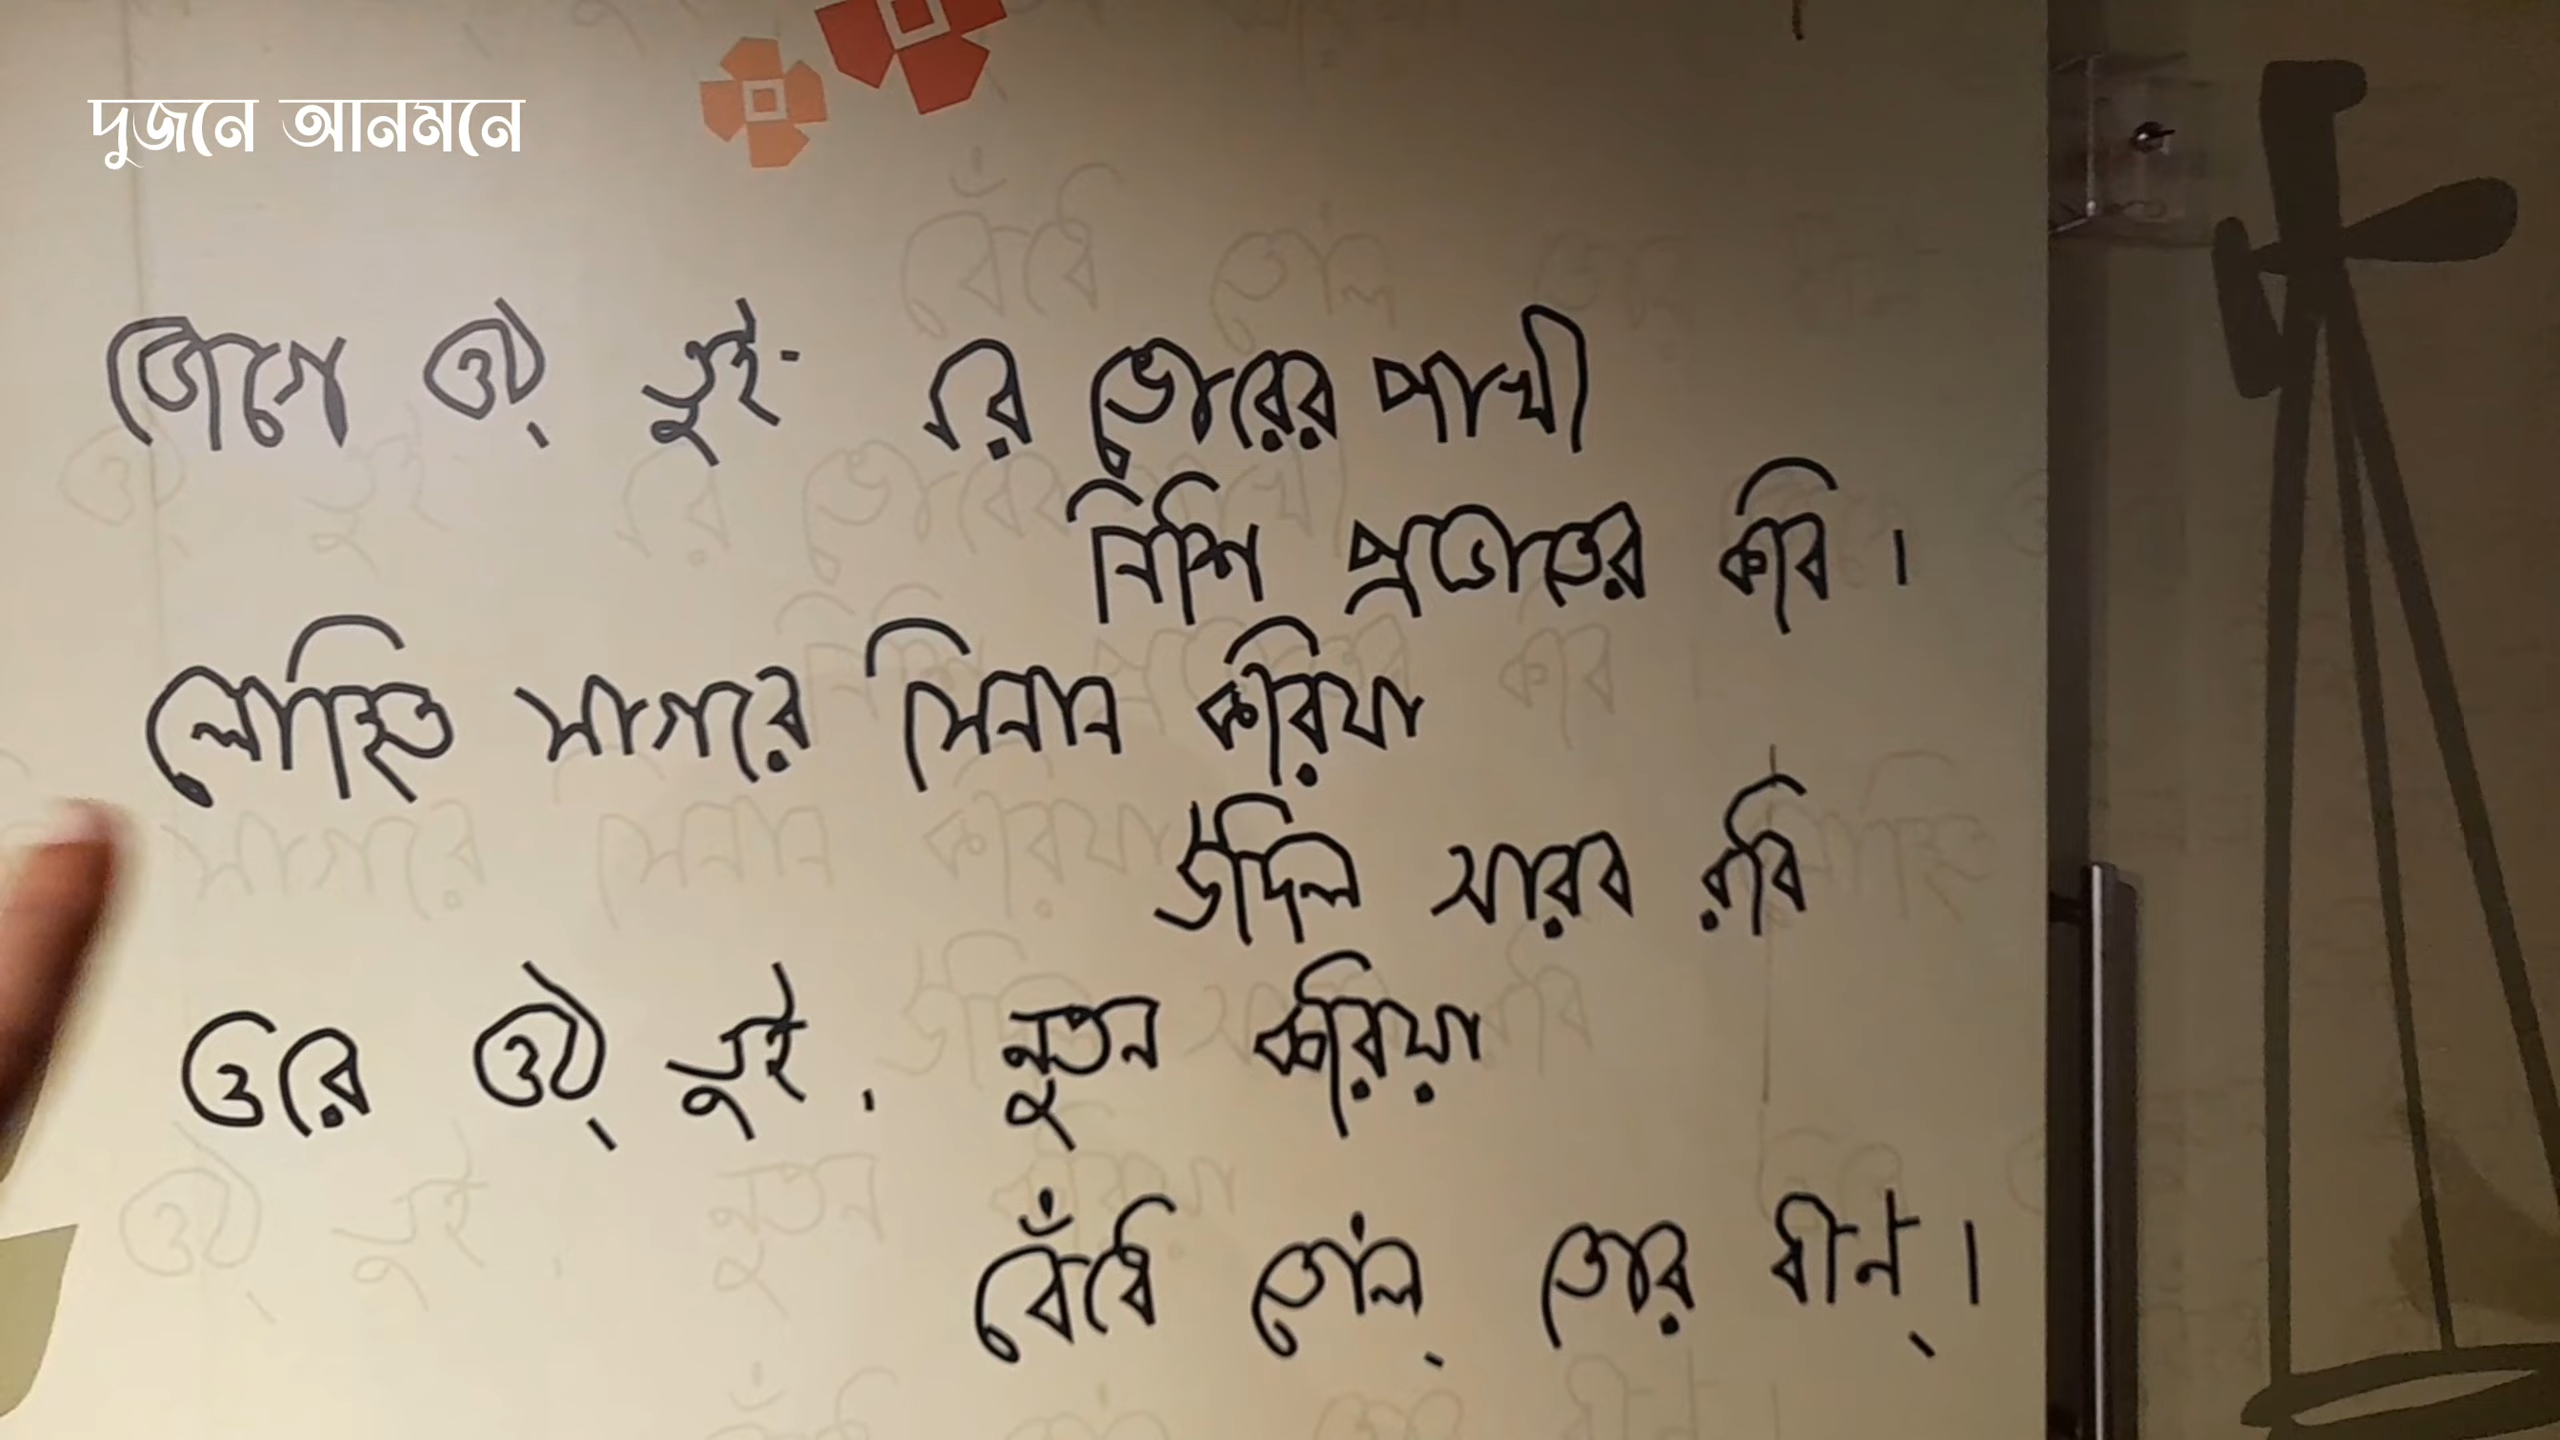 দুজনে আনমনে
জেগে ওঠ্ তুই রে ভোরের পাখী
নিশি প্রভাতের কবি।
লোহিত সাগরে সিনান করিয়া
উদিল আরব রবি
ওরে ওঠ্ তুই, নুতন করিয়া
বেঁধে তোল্ তোর বীণ্।